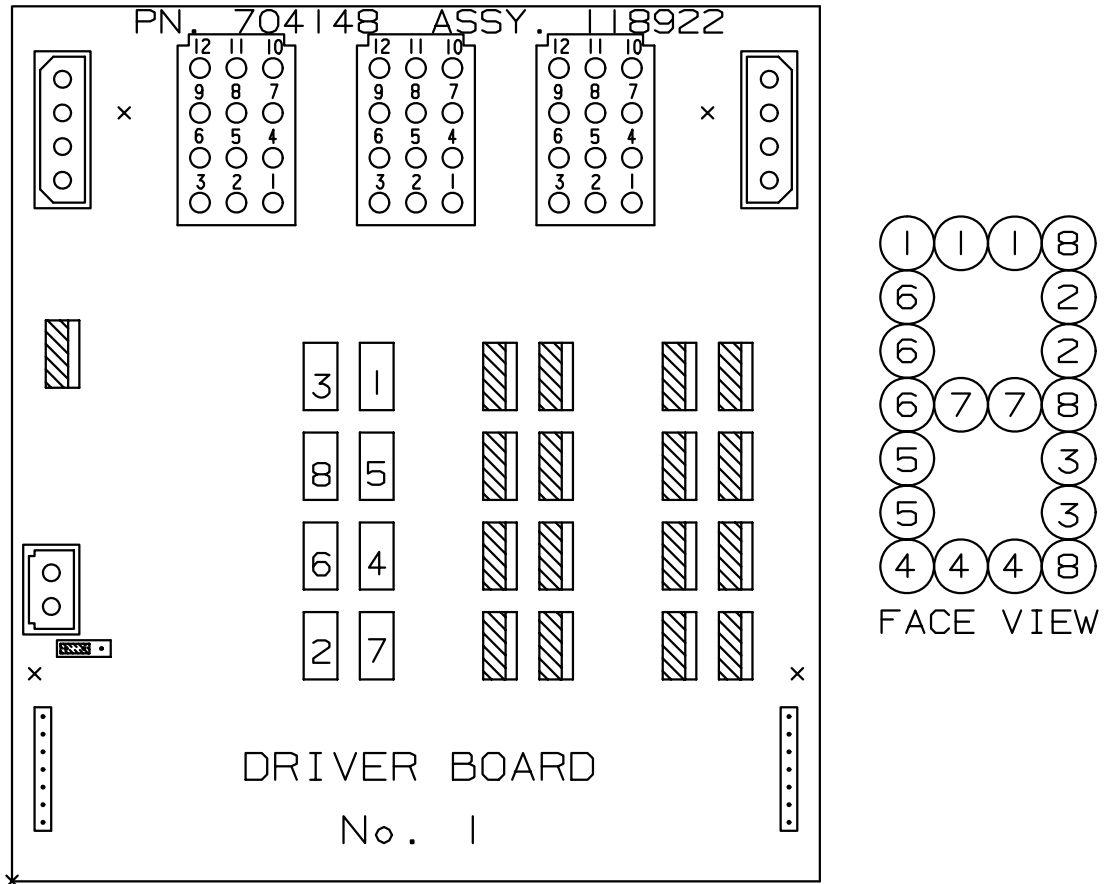 PN. 704148 ASSY. 118922
12 11 10 12 11 10 12 11 10
9 8 7 9 8 7 9 8 7
6 5 4 6 5 4 6 5 4
3 2 1 3 2 1 3 2 1
3 1
8 5
6 4
2 7
DRIVER BOARD
No. 1
1 1 1 8
6 2
6 2
6 7 7 8
5 3
5 3
4 4 4 8
FACE VIEW